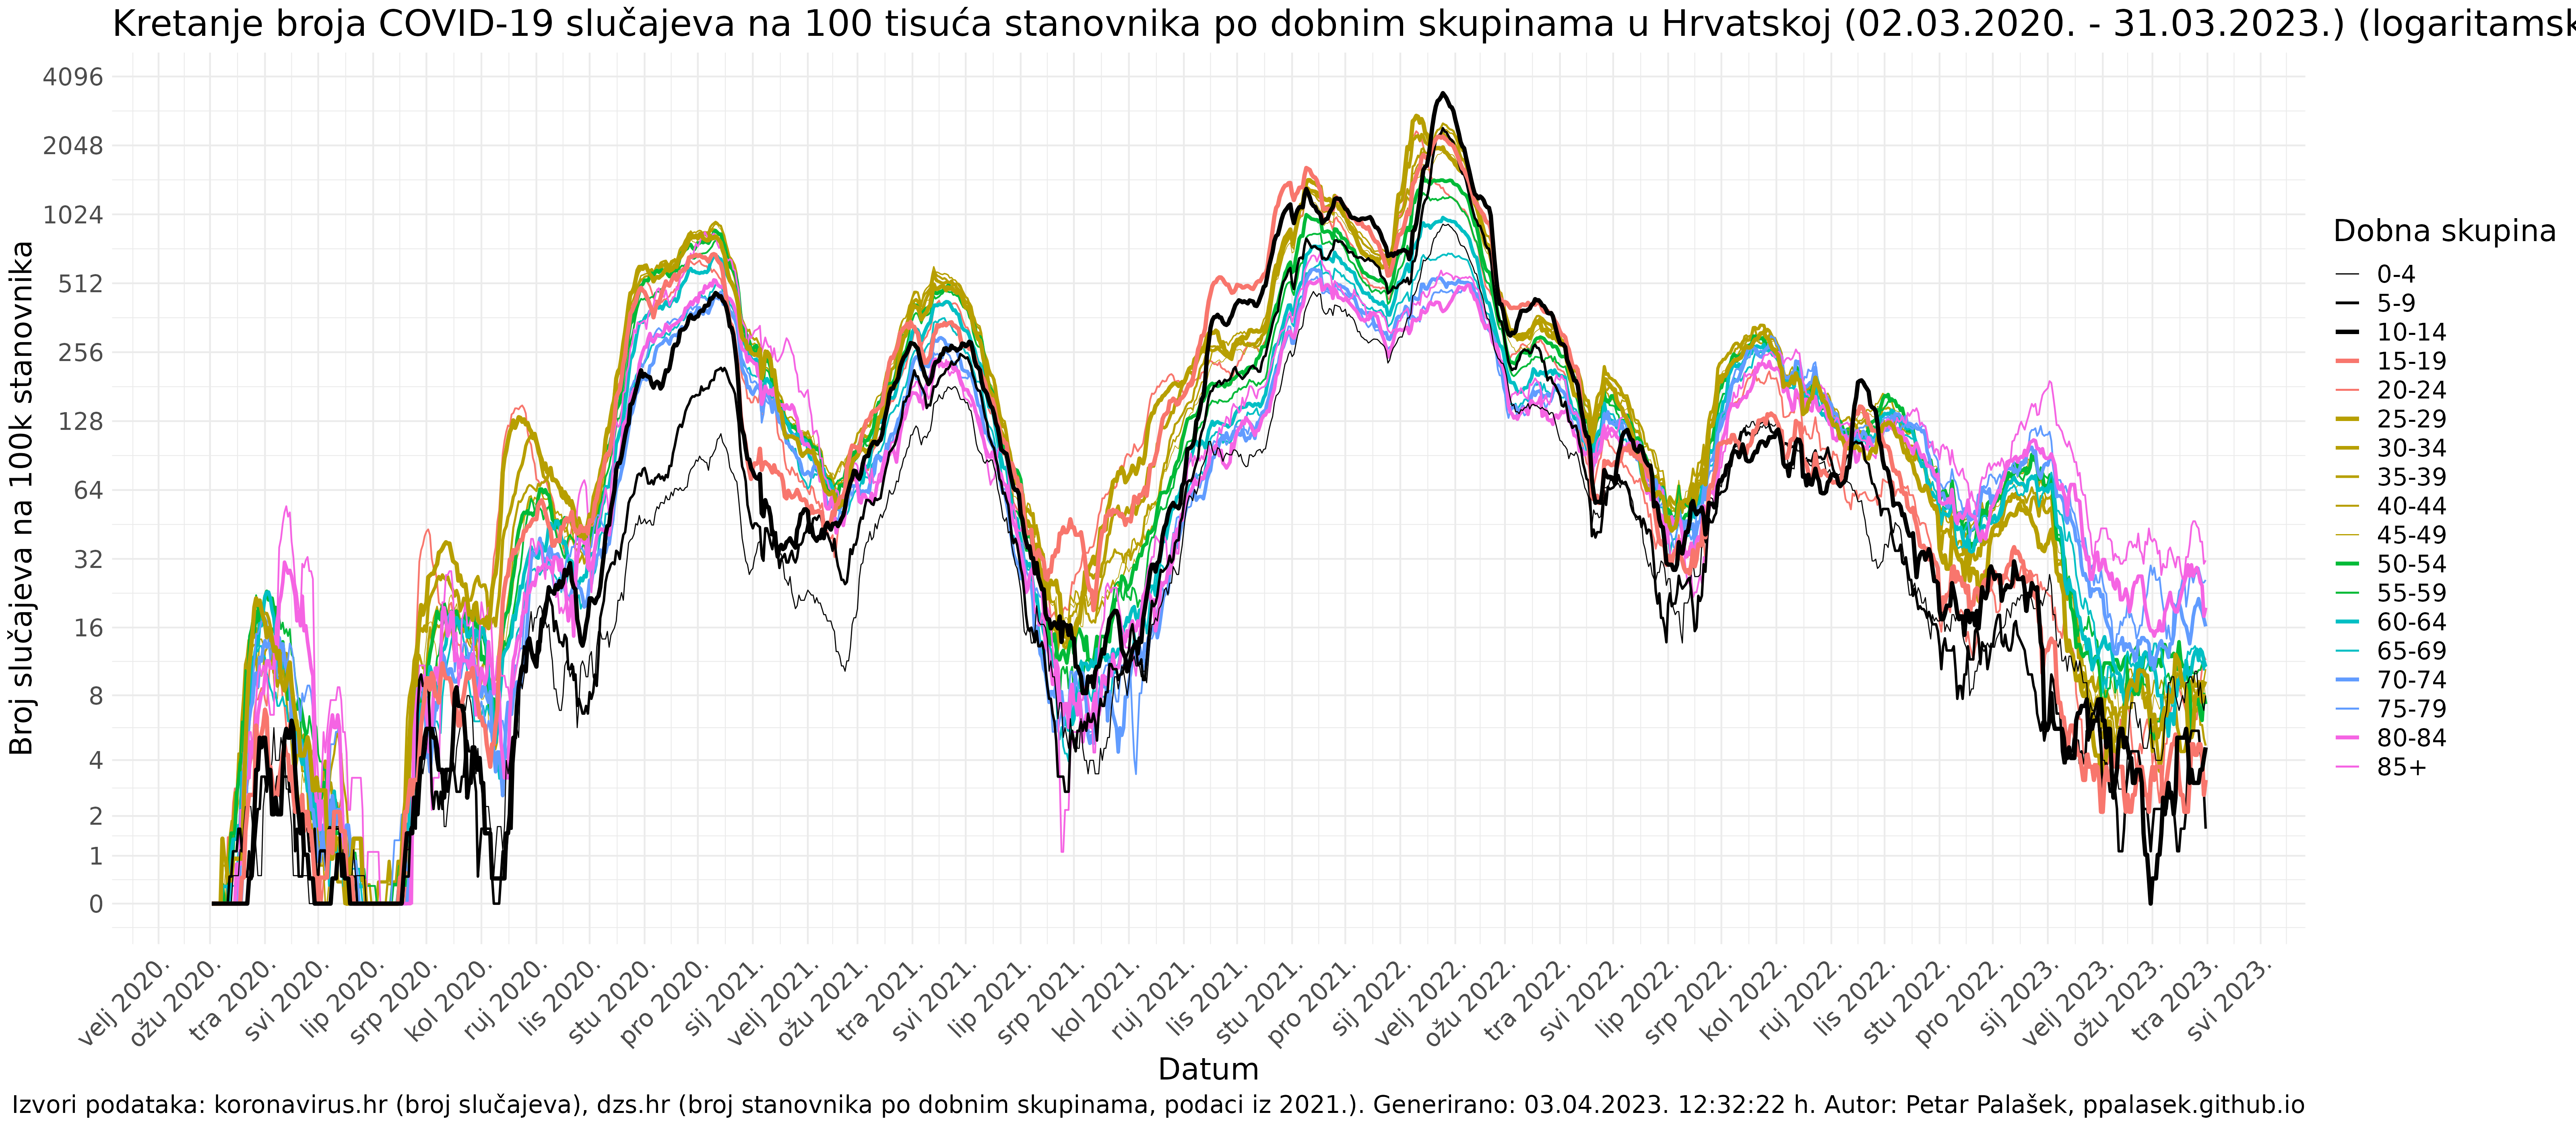 Kretanje broja COVID-19 slučajeva na 100 tisuća stanovnika po dobnim skupinama u Hrvatskoj (02.03.2020. - 31.03.2023.) (logaritamsk
Broj slučajeva na 100k stanovnika
4096
2048
1024
512
256
128
64
32
16
8
4
2
1
0
velj 2020.
ožu 2020.
tra 2020.
svi 2020.
lip 2020.
srp 2020.
kol 2020.
ruj 2020.
lis 2020.
stu 2020.
pro 2020.
sij 2021.
velj 2021.
ožu 2021.
tra 2021.
svi 2021.
lip 2021.
srp 2021.
kol 2021.
ruj 2021.
lis 2021.
stu 2021.
pro 2021.
sij 2022.
velj 2022.
ožu 2022.
tra 2022.
svi 2022.
lip 2022.
srp 2022.
kol 2022.
ruj 2022.
lis 2022.
stu 2022.
pro 2022.
sij 2023.
velj 2023.
ožu 2023.
tra 2023.
svi 2023.
Datum
Dobna skupina
0-4
5-9
10-14
15-19
20-24
25-29
30-34
35-39
40-44
45-49
50-54
55-59
60-64
65-69
70-74
75-79
80-84
85+
Izvori podataka: koronavirus.hr (broj slučajeva), dzs.hr (broj stanovnika po dobnim skupinama, podaci iz 2021.). Generirano: 03.04.2023. 12:32:22 h. Autor: Petar Palašek, ppalasek.github.io